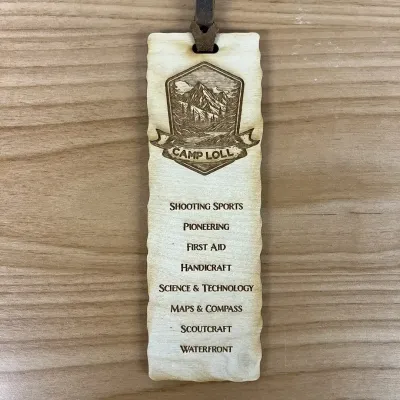 CAMP LOLL
SHOOTING SPORTS
PIONEERING
FIRST AID
HANDICRAFT
SCIENCE & TECHNOLOGY
MAPS & COMPASS
SCOUTCRAFT
WATERFRONT